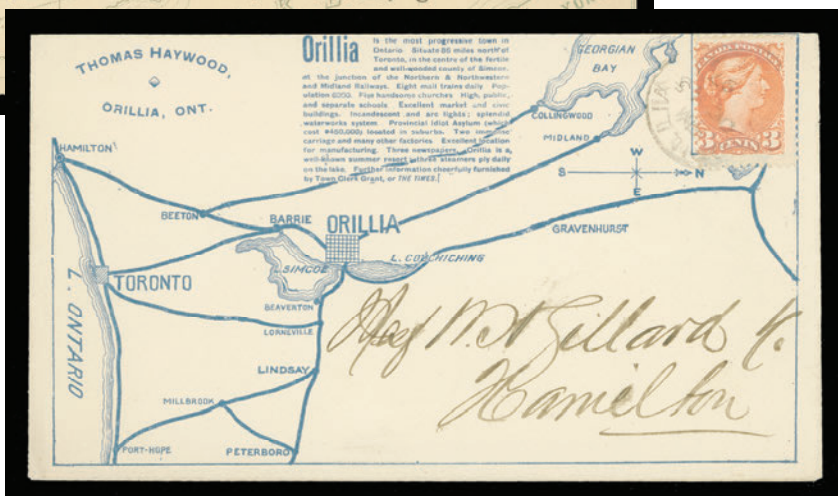 THOMAS HAYWOOD,
ORILLIA, ONT.
Orillia is the most progressive town in
Ontario. Situate 86 miles north of
Toronto, in the centre of the fertile
and well-wooded county of Simcoe,
at the junction of the Northern & Northwestern
and Midland Railways. Eight mail trains daily. Pop-
ulation 6000. Five handsome churches. High, public,
and separate schools. Excellent market and civic
buildings. Incandescent and arc lights; splendid
waterworks system. Provincial Idiot Asylum (which
cost $400,000) located in suburbs. Two immense
carriage and many other factories. Excellent location
for manufacturing. Three newspapers. Orillia is a
well-known summer resort; three steamers ply daily
on the lake. Further information cheerfully furnished
by Town Clerk Grant, or THE TIMES.
GEORGIAN
BAY
CANADA POSTAGE
3 CENTS 3
COLLINGWOOD
MIDLAND
W
S N
E
HAMILTON
BEETON
BARRIE
ORILLIA
GRAVENHURST
L. SIMCOE
L. COUCHICHING
TORONTO
L. ONTARIO
BEAVERTON
LORNEVILLE
LINDSAY
MILLBROOK
PORT-HOPE
PETERBORO
Gillard
Hamilton